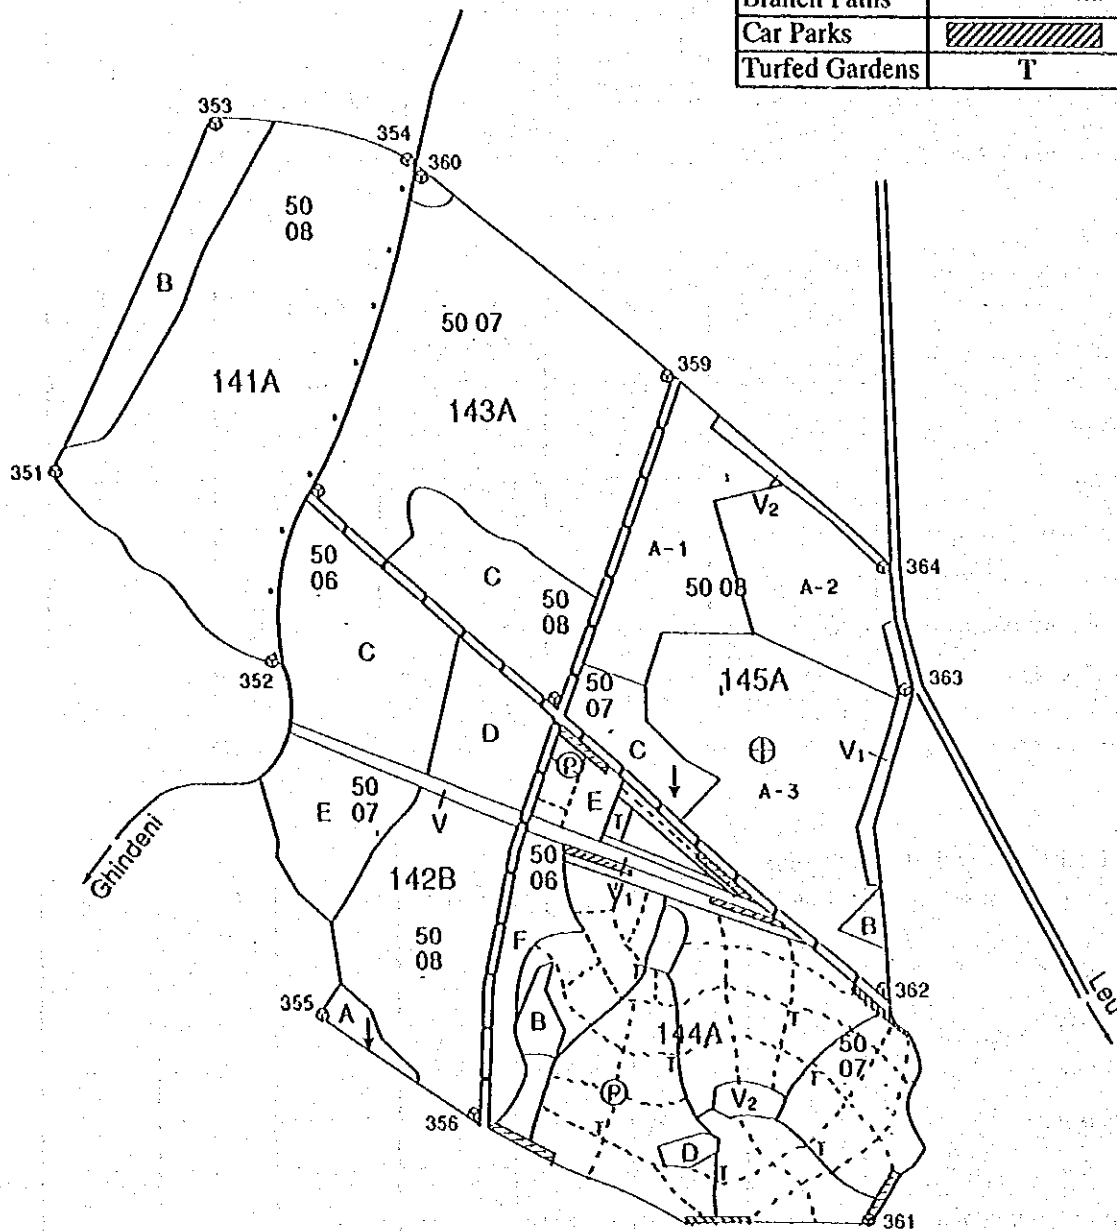 Branch Paths
Car Parks
Turfed Gardens T
353
354
360
50
08
B
50 07
359
141A
143A
351
V2
A-1
364
50
06
C
50
08
50 08
A-2
C
352
145A
363
50
07
D
C
V1
P
A-3
E
50
07
E
T
V
Ghindeni
50
06
142B
V1
B
50
08
F
T
362
Leu
355
A
B
144A
T
50
07
T
T
P
V2
356
T
T
D
T
T
361